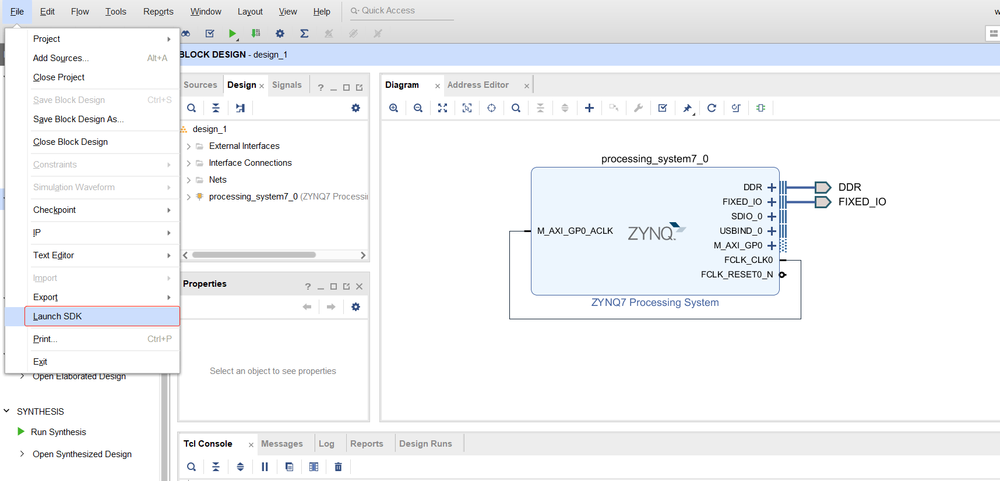 File Edit Flow Tools Reports Window Layout View Help Quick Access
Project
Add Sources... Alt+A
Close Project
Save Block Design Ctrl+S
Save Block Design As...
Close Block Design
Constraints
Simulation Waveform
Checkpoint
IP
Text Editor
Import
Export
Launch SDK
Print... Ctrl+P
Exit
Open Elaborated Design
SYNTHESIS
Run Synthesis
Open Synthesized Design
BLOCK DESIGN - design_1
Sources Design Signals
design_1
External Interfaces
Interface Connections
Nets
processing_system7_0 (ZYNQ7 Processi
Properties
Select an object to see properties
Diagram Address Editor
processing_system7_0
DDR
FIXED_IO
SDIO_0
USBIND_0
M_AXI_GP0
FCLK_CLK0
FCLK_RESET0_N
M_AXI_GP0_ACLK
ZYNQ
DDR
FIXED_IO
ZYNQ7 Processing System
Tcl Console Messages Log Reports Design Runs